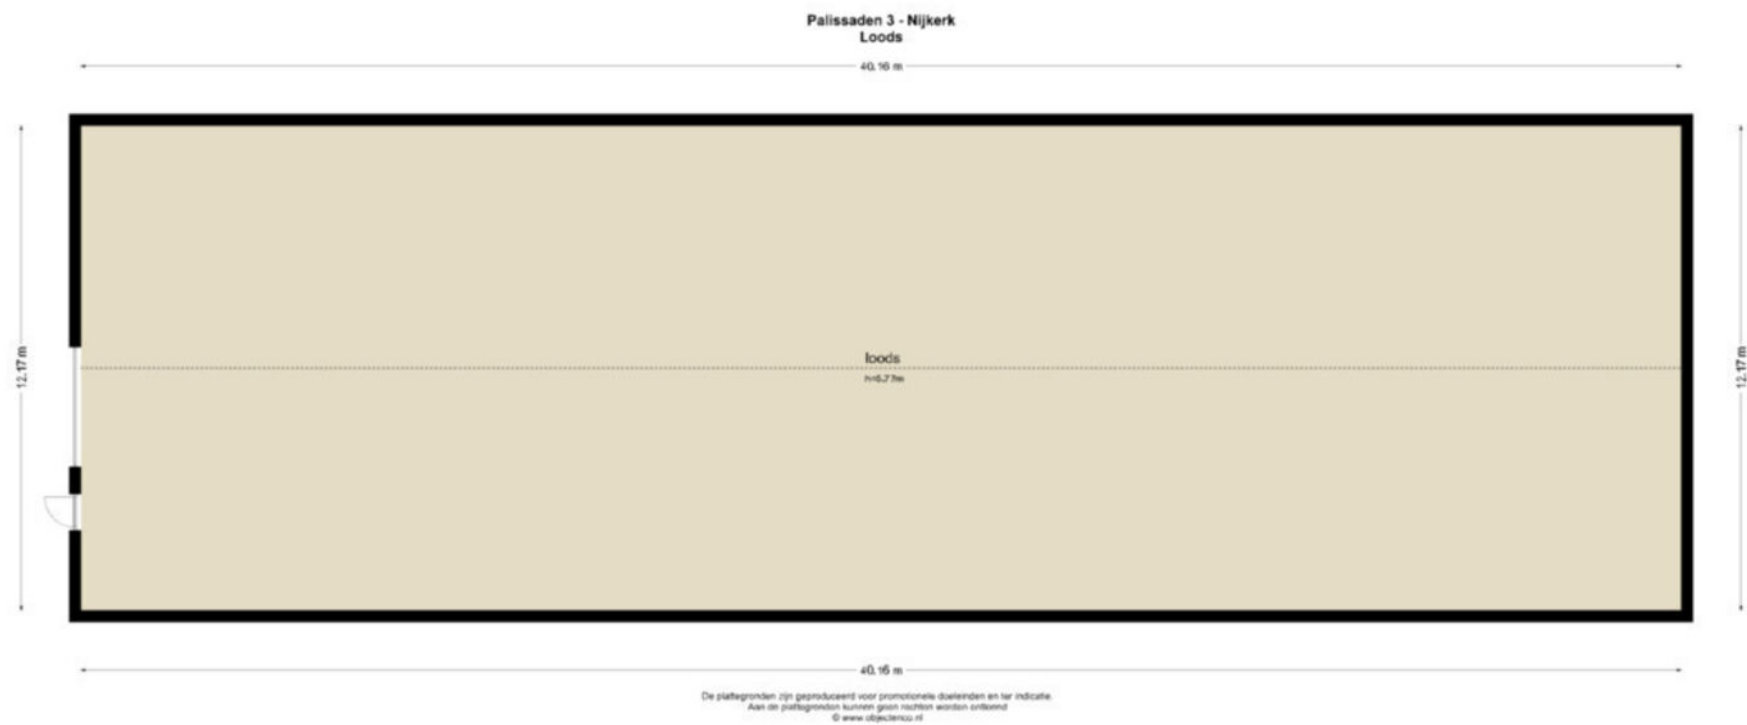 Palissaden 3 - Nijkerk
Loods
40.16 m
12.17 m
loods
12.17 m
40.16 m
De plattegronden zijn geproduceerd voor promotionele doeleinden en ter indicatie.
Aan de plattegronden kunnen geen rechten worden ontleend
© www.objectenco.nl